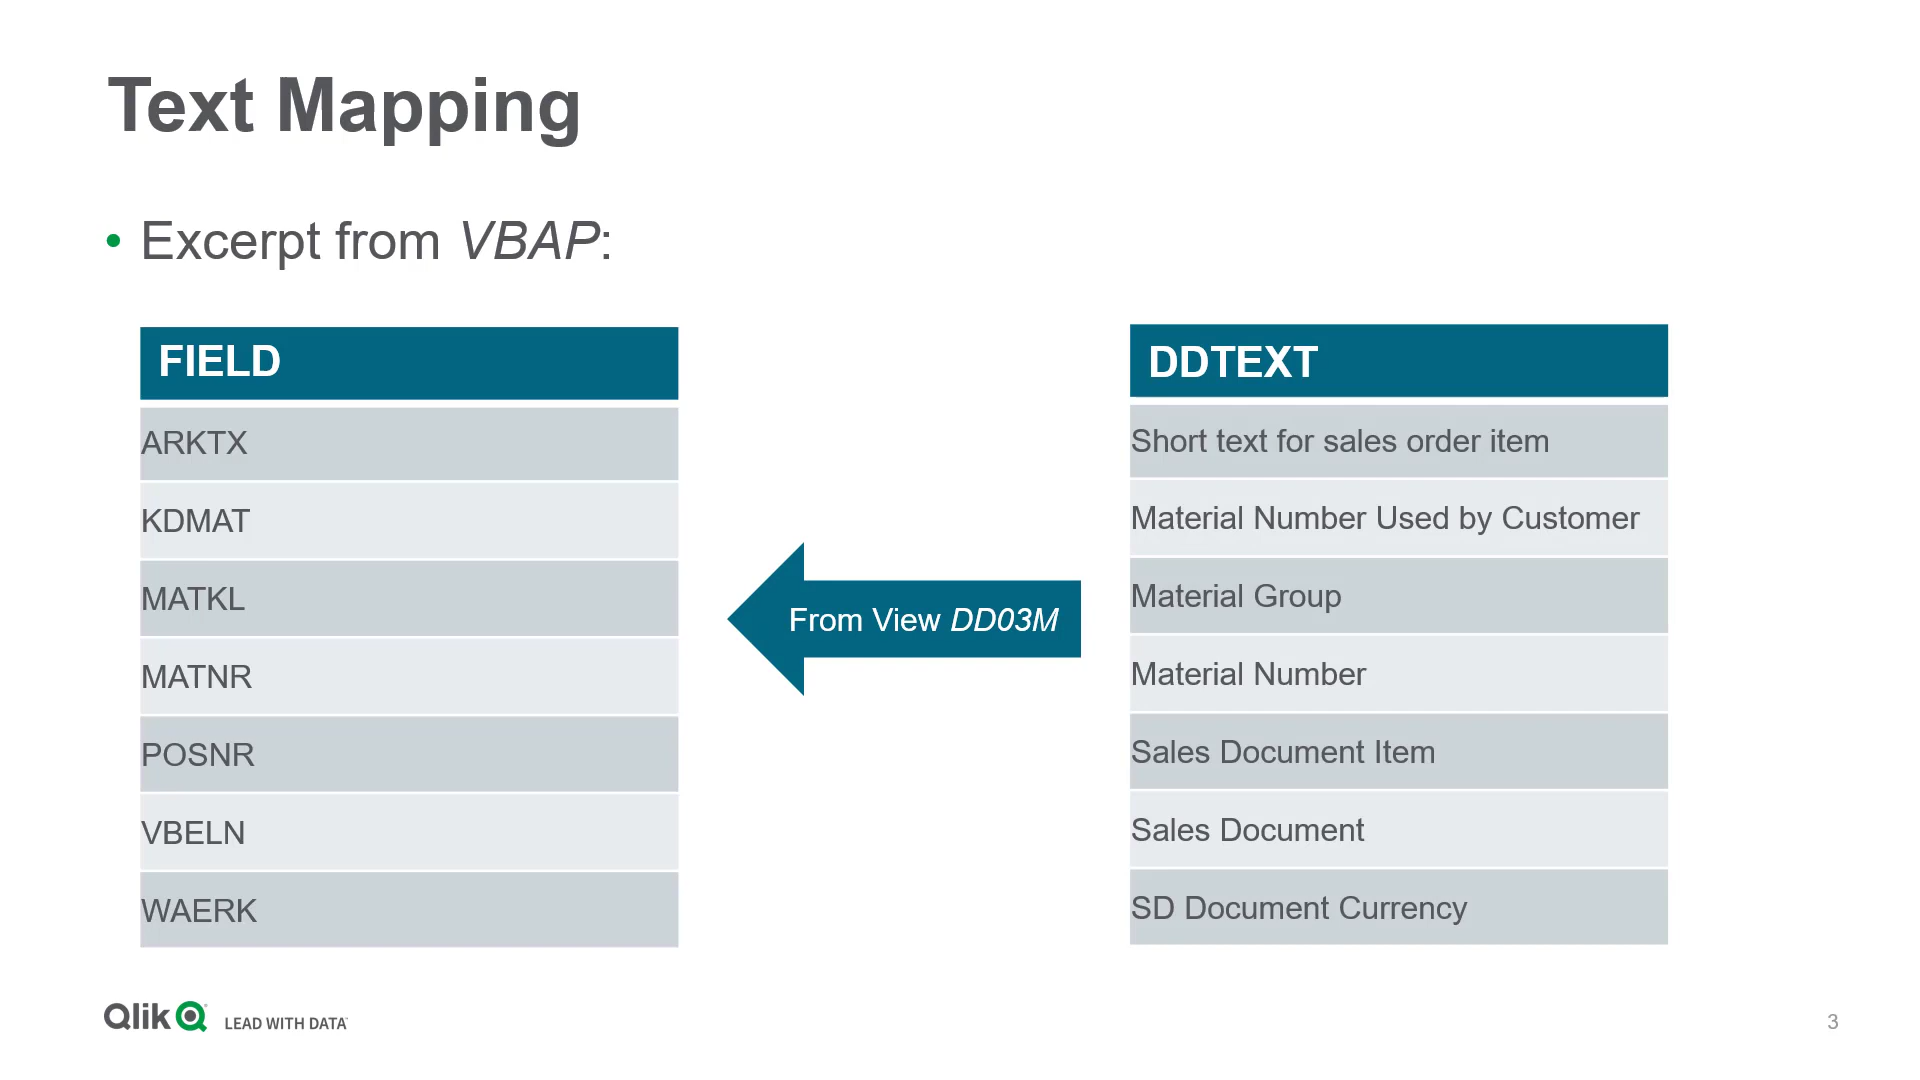 Text Mapping
• Excerpt from VBAP:
FIELD
ARKTX
KDMAT
MATKL
MATNR
POSNR
VBELN
WAERK
From View DD03M
DDTEXT
Short text for sales order item
Material Number Used by Customer
Material Group
Material Number
Sales Document Item
Sales Document
SD Document Currency
Qlik LEAD WITH DATA
3